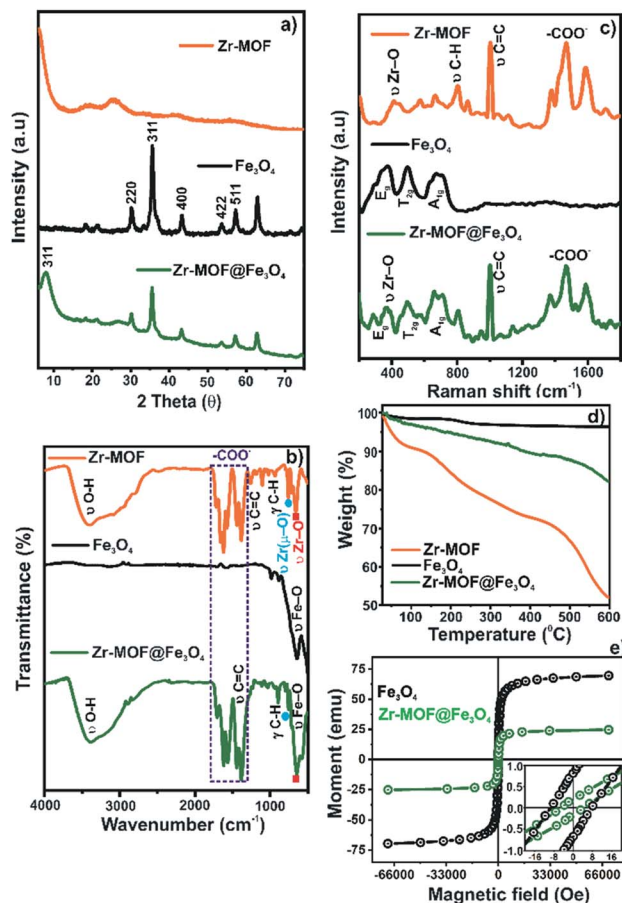 a)
Zr-MOF
311
Fe₃O₄
220
400
422
511
311
Zr-MOF@Fe₃O₄
Intensity (a.u)
10 20 30 40 50 60 70
2 Theta (θ)
c)
Zr-MOF
υ Zr–O
υ C-H
υ C=C
-COO⁻
Fe₃O₄
E_g
T₂g
A₁g
Zr-MOF@Fe₃O₄
υ Zr–O
υ C=C
-COO⁻
E_g
T₂g
A₁g
Intensity (a.u
400 800 1200 1600
Raman shift (cm⁻¹)
b)
-COO⁻
Zr-MOF
υ O-H
υ C=C
γ C-H
υ Zr(μ–O)
υ Zr–O
Fe₃O₄
υ Fe–O
Zr-MOF@Fe₃O₄
υ O-H
υ C=C
γ C-H
υ Fe–O
Transmittance (%)
4000 3000 2000 1000
Wavenumber (cm⁻¹)
d)
100
90
80
70
60
50
Weight (%)
Zr-MOF
Fe₃O₄
Zr-MOF@Fe₃O₄
100 200 300 400 500 600
Temperature (⁰C)
e
75
50
25
0
-25
-50
-75
Moment (emu)
Fe₃O₄
Zr-MOF@Fe₃O₄
1.0
0.5
0.0
-0.5
-1.0
-16 -8 0 8 16
-66000 -33000 0 33000 66000
Magnetic field (Oe)